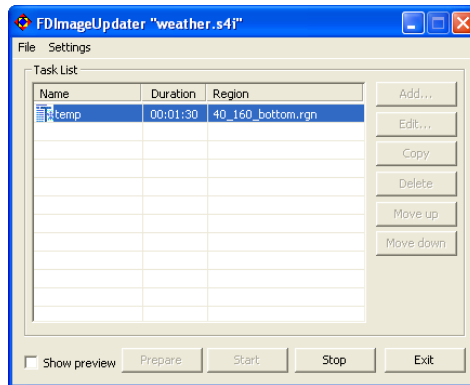 FDImageUpdater "weather.s4i"
File Settings
Task List
Name Duration Region
temp 00:01:30 40_160_bottom.rgn
Add...
Edit...
Copy
Delete
Move up
Move down
Show preview Prepare Start Stop Exit